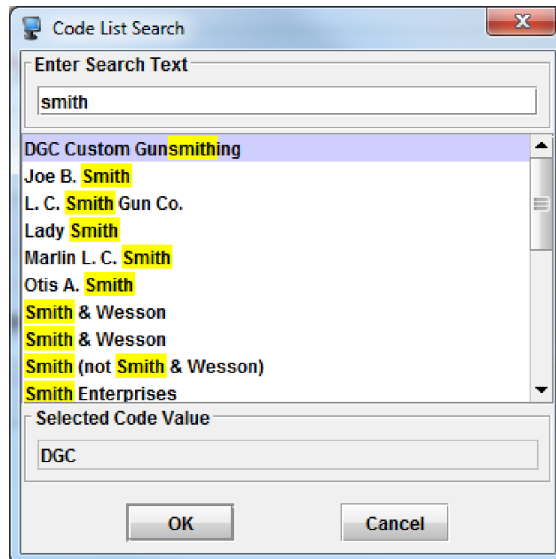 Code List Search
Enter Search Text
smith
DGC Custom Gunsmithing
Joe B. Smith
L. C. Smith Gun Co.
Lady Smith
Marlin L. C. Smith
Otis A. Smith
Smith & Wesson
Smith & Wesson
Smith (not Smith & Wesson)
Smith Enterprises
Selected Code Value
DGC
OK Cancel